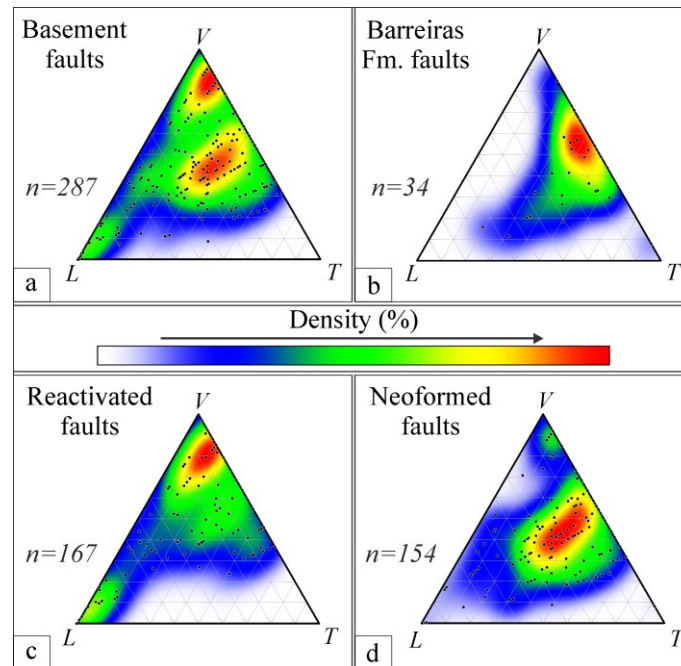 Basement
faults
V
n=287
L
T
a
Barreiras
Fm. faults
V
n=34
L
T
b
Density (%)
Reactivated
faults
V
n=167
L
T
c
Neoformed
faults
V
n=154
L
T
d